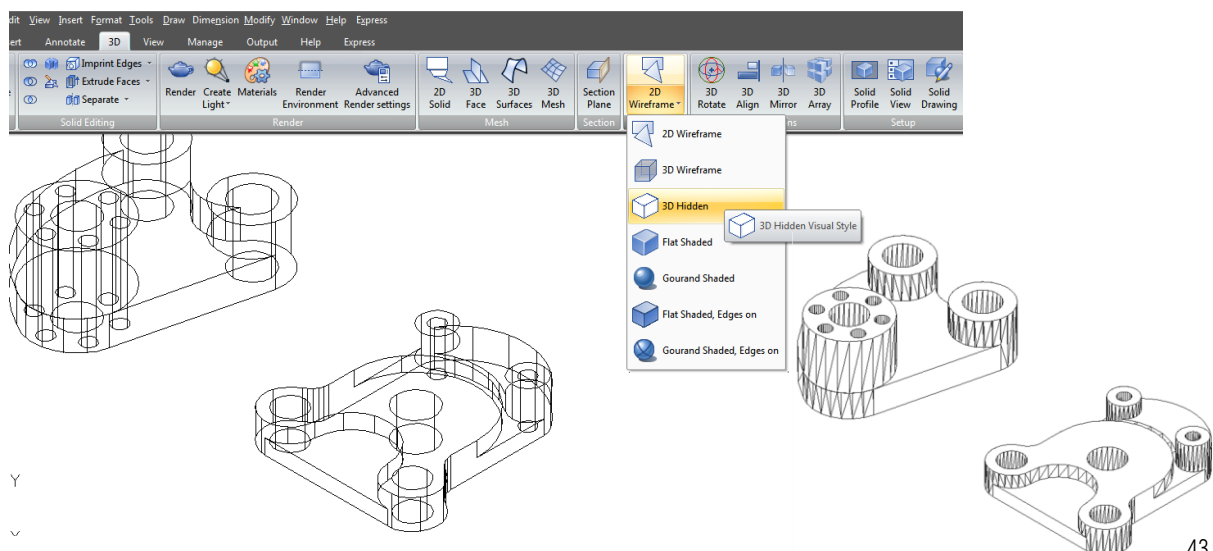 dit View Insert Format Tools Draw Dimension Modify Window Help Express
ert Annotate 3D View Manage Output Help Express
Imprint Edges
Extrude Faces
Separate
Render Create Light Materials Render Environment Advanced Render settings
2D Solid 3D Face 3D Surfaces 3D Mesh
Section Plane
2D Wireframe
3D Rotate 3D Align 3D Mirror 3D Array
Solid Profile Solid View Solid Drawing
Solid Editing Render Mesh Section ns Setup
2D Wireframe
3D Wireframe
3D Hidden
3D Hidden Visual Style
Flat Shaded
Gourand Shaded
Flat Shaded, Edges on
Gourand Shaded, Edges on
Y
43